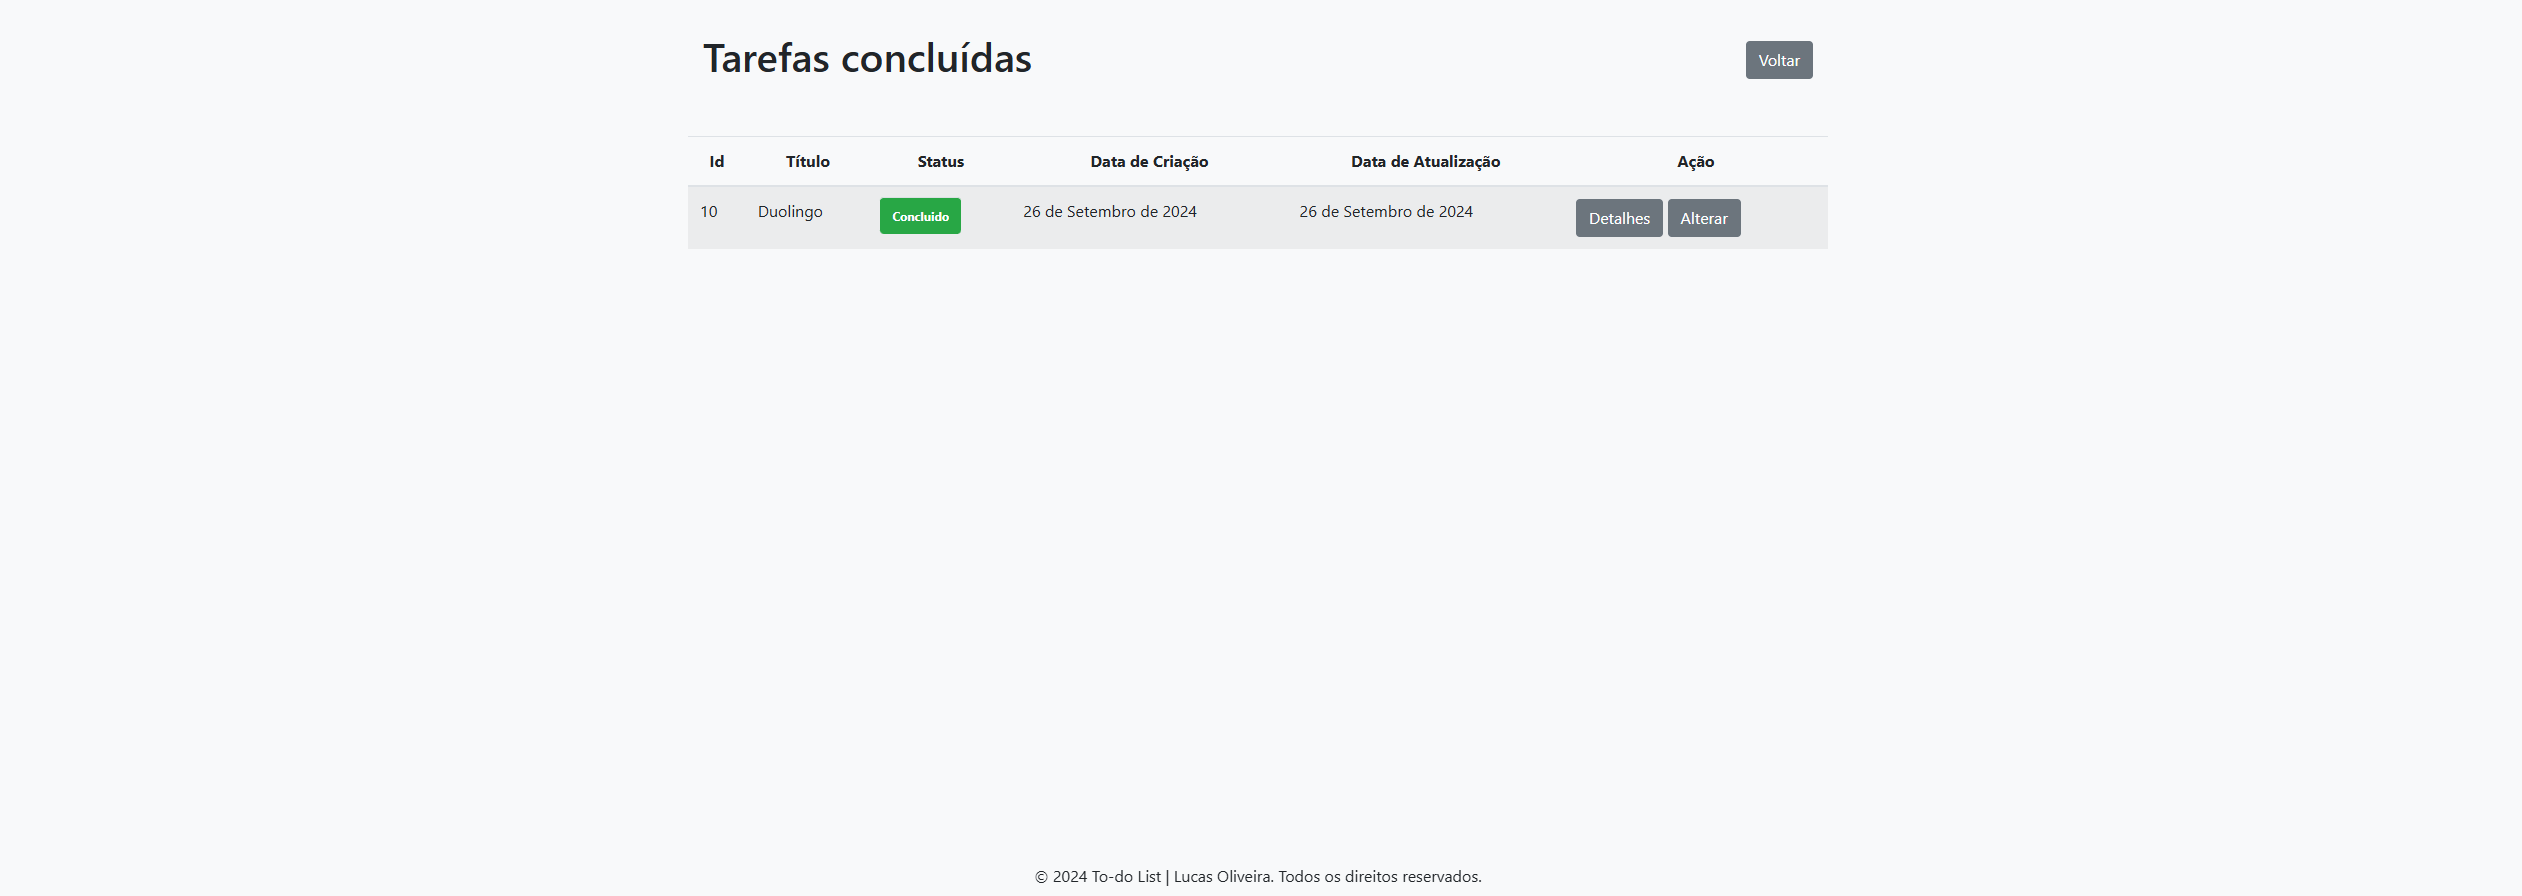 Tarefas concluídas
Voltar
Id Título Status Data de Criação Data de Atualização Ação
10 Duolingo Concluido 26 de Setembro de 2024 26 de Setembro de 2024 Detalhes Alterar
© 2024 To-do List | Lucas Oliveira. Todos os direitos reservados.